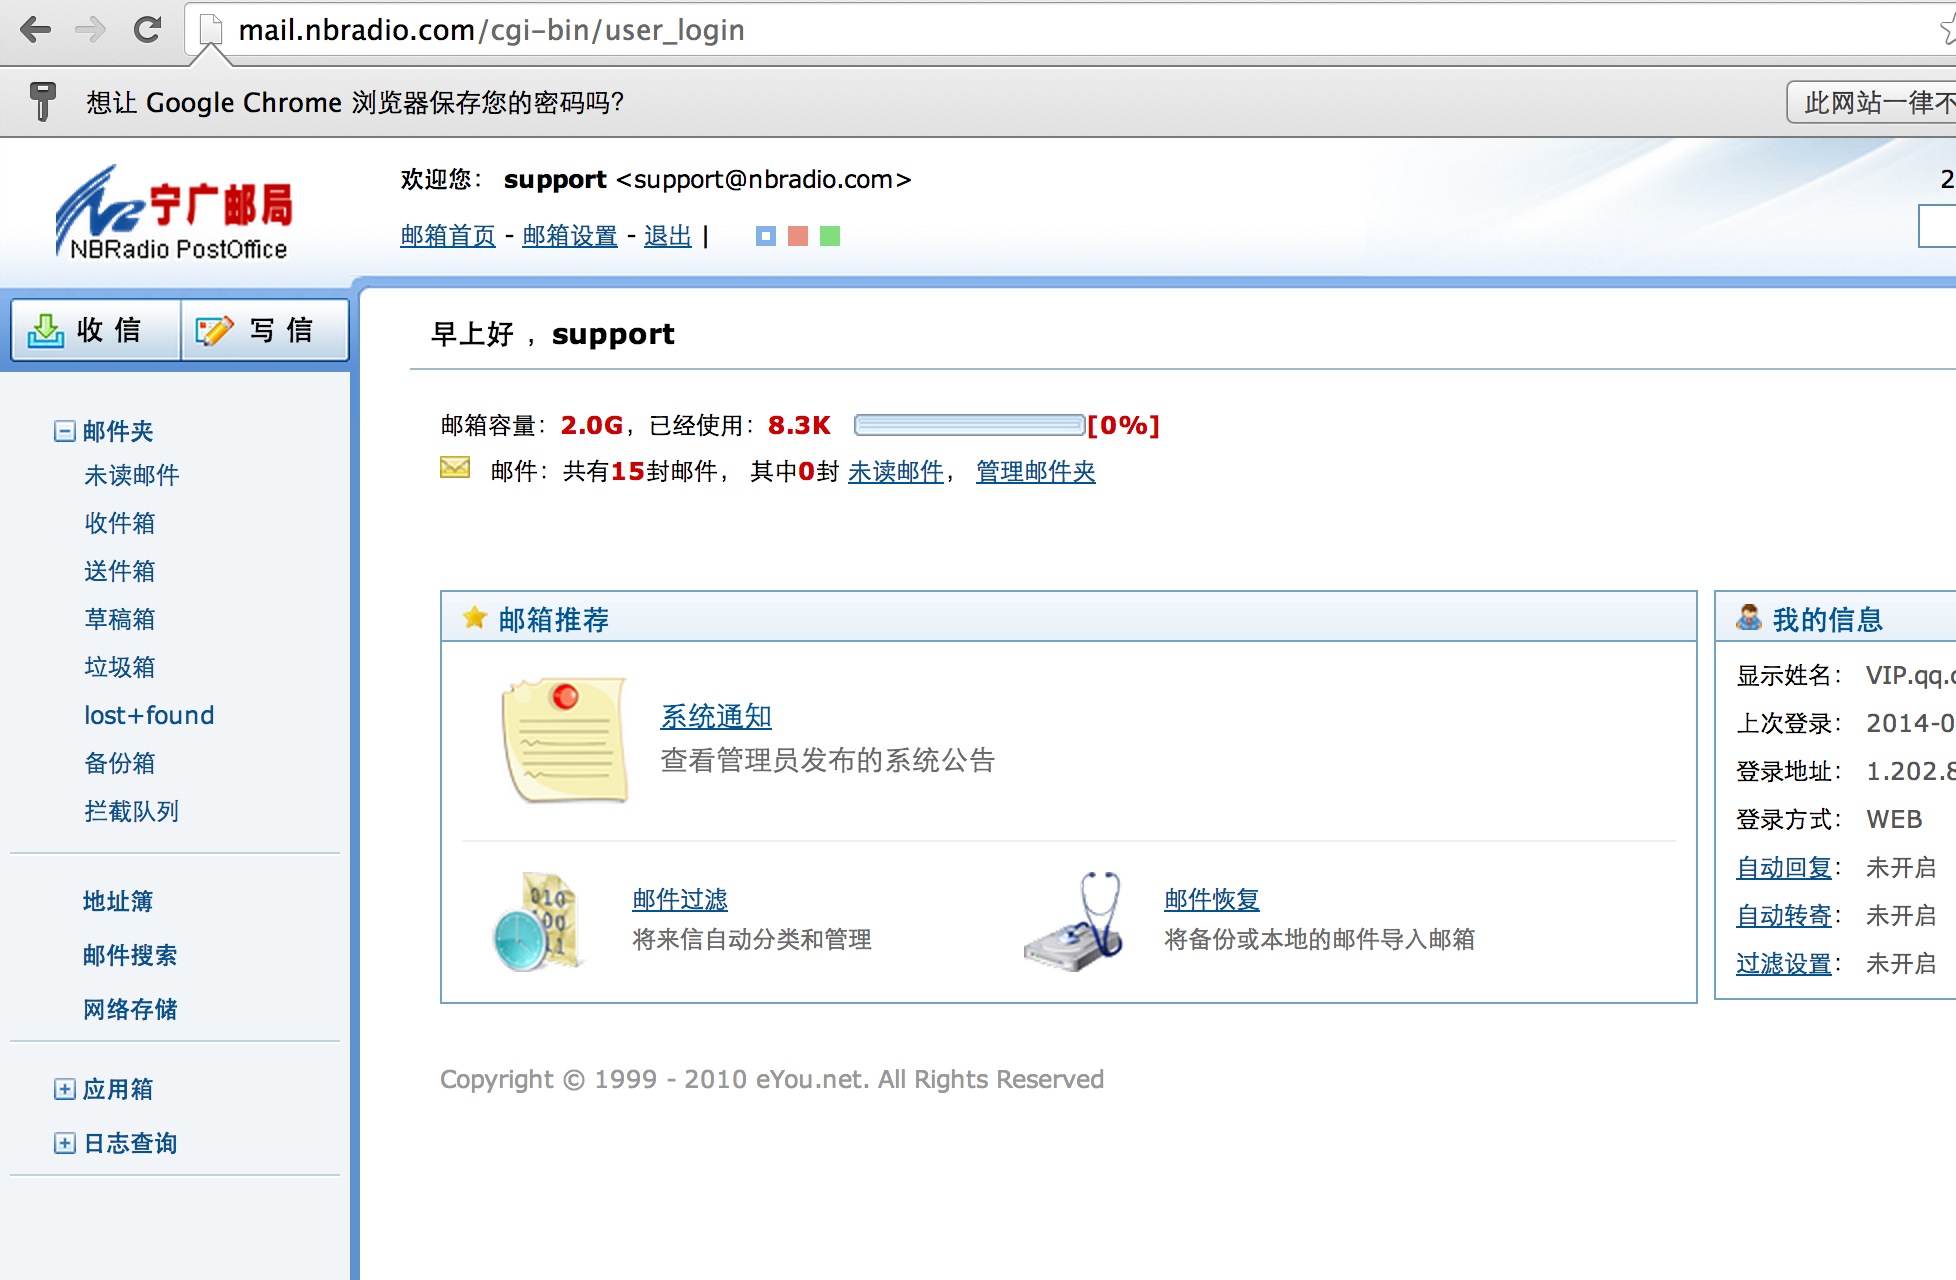 mail.nbradio.com/cgi-bin/user_login
想让 Google Chrome 浏览器保存您的密码吗？
此网站一律不
宁广邮局
NBRadio PostOffice
欢迎您： support <support@nbradio.com>
2
邮箱首页 - 邮箱设置 - 退出 |
收 信
写 信
早上好 ，support
邮箱容量：2.0G，已经使用：8.3K [0%]
邮件：共有15封邮件， 其中0封 未读邮件， 管理邮件夹
邮件夹
未读邮件
收件箱
送件箱
草稿箱
垃圾箱
lost+found
备份箱
拦截队列
地址簿
邮件搜索
网络存储
应用箱
日志查询
邮箱推荐
系统通知
查看管理员发布的系统公告
邮件过滤
将来信自动分类和管理
邮件恢复
将备份或本地的邮件导入邮箱
我的信息
显示姓名： VIP.qq.
上次登录： 2014-0
登录地址： 1.202.8
登录方式： WEB
自动回复： 未开启
自动转寄： 未开启
过滤设置： 未开启
Copyright © 1999 - 2010 eYou.net. All Rights Reserved